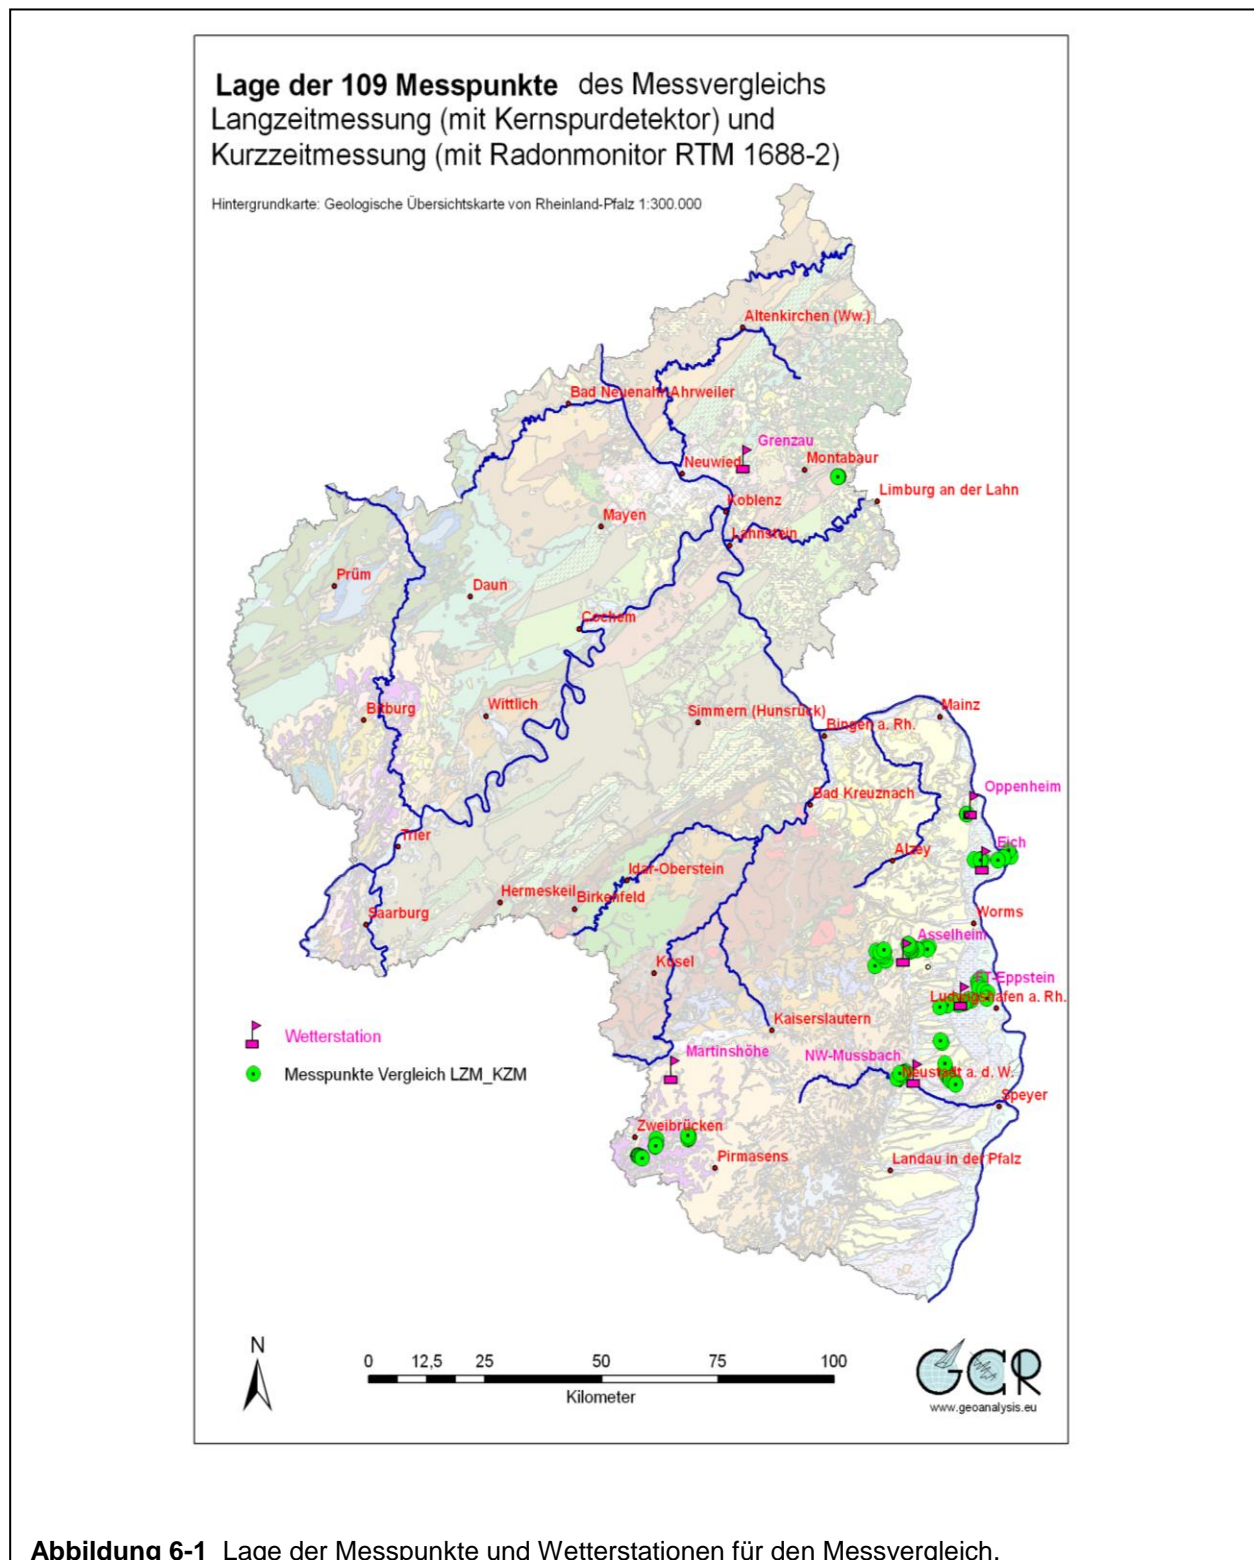 Lage der 109 Messpunkte des Messvergleichs
Langzeitmessung (mit Kernspurdetektor) und
Kurzzeitmessung (mit Radonmonitor RTM 1688-2)
Hintergrundkarte: Geologische Übersichtskarte von Rheinland-Pfalz 1:300.000
Altenkirchen (Ww.)
Bad Neuenahr-Ahrweiler
Grenzau
Neuwied
Montabaur
Limburg an der Lahn
Koblenz
Mayen
Lahnstein
Prüm
Daun
Cochem
Bitburg
Wittlich
Simmern (Hunsrück)
Mainz
Bingen a. Rh.
Oppenheim
Bad Kreuznach
Trier
Eich
Alzey
Idar-Oberstein
Hermeskeil
Birkenfeld
Saarburg
Worms
Asselheim
Kusel
FT-Eppstein
Ludwigshafen a. Rh.
Kaiserslautern
Wetterstation
Martinshöhe
NW-Mussbach
Messpunkte Vergleich LZM_KZM
Neustadt a. d. W.
Speyer
Zweibrücken
Pirmasens
Landau in der Pfalz
N
0 12,5 25 50 75 100
Kilometer
GCR
www.geoanalysis.eu
Abbildung 6-1 Lage der Messpunkte und Wetterstationen für den Messvergleich.